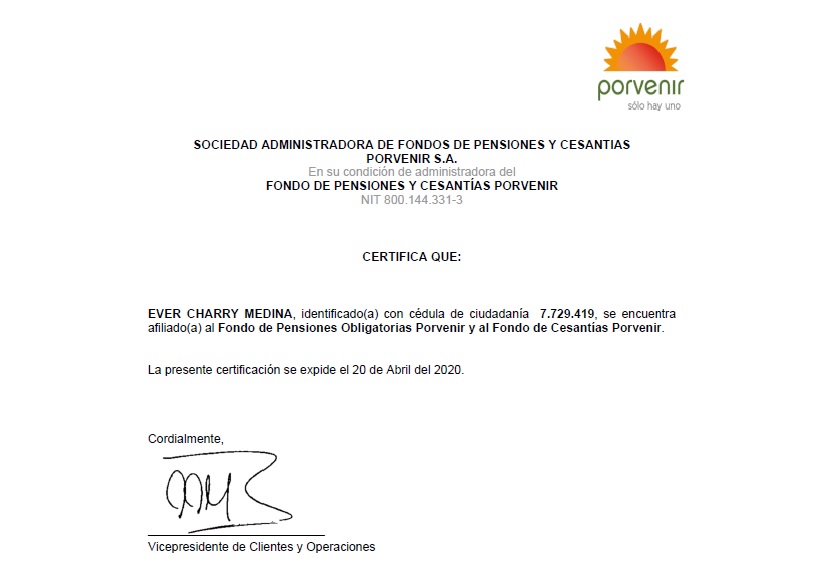 porvenir
sólo hay uno
SOCIEDAD ADMINISTRADORA DE FONDOS DE PENSIONES Y CESANTIAS
PORVENIR S.A.
En su condición de administradora del
FONDO DE PENSIONES Y CESANTÍAS PORVENIR
NIT 800.144.331-3
CERTIFICA QUE:
EVER CHARRY MEDINA, identificado(a) con cédula de ciudadanía 7.729.419, se encuentra
afiliado(a) al Fondo de Pensiones Obligatorias Porvenir y al Fondo de Cesantías Porvenir.
La presente certificación se expide el 20 de Abril del 2020.
Cordialmente,
Vicepresidente de Clientes y Operaciones